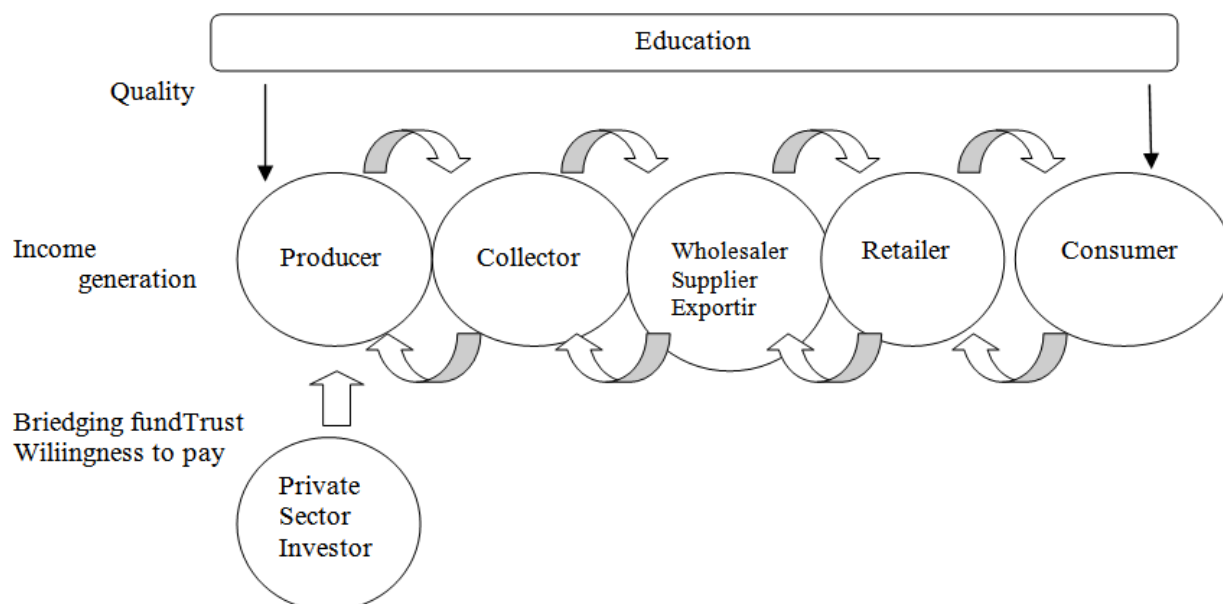 Education
Quality
Income
generation
Producer
Collector
Wholesaler
Supplier
Exportir
Retailer
Consumer
Briedging fundTrust
Wiliingness to pay
Private
Sector
Investor